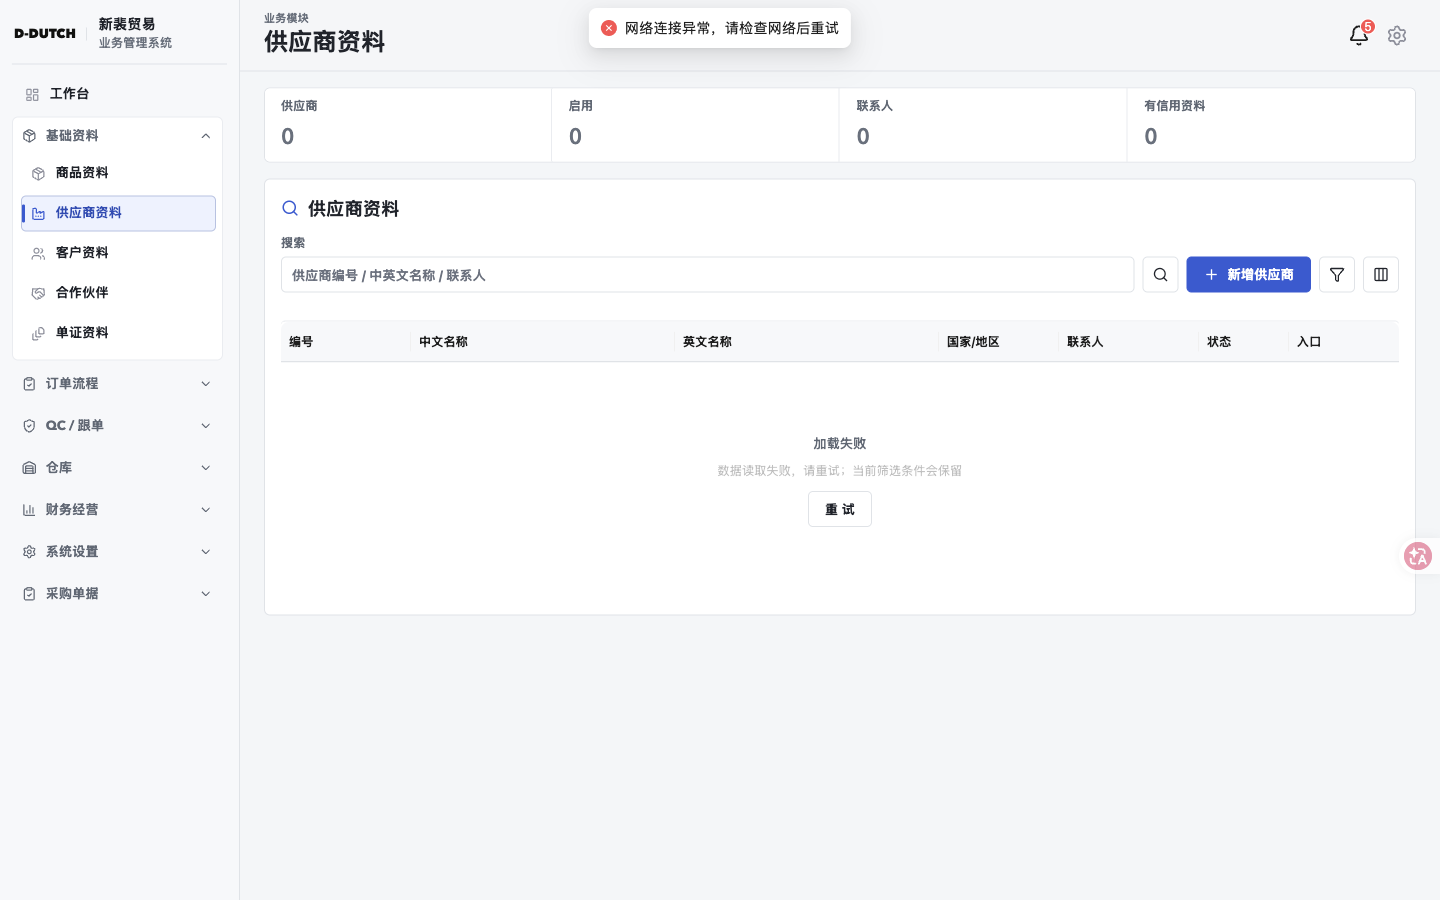 D-DUTCH
新裴贸易
业务管理系统
工作台
基础资料
商品资料
供应商资料
客户资料
合作伙伴
单证资料
订单流程
QC / 跟单
仓库
财务经营
系统设置
采购单据
业务模块
供应商资料
网络连接异常，请检查网络后重试
5
供应商
0
启用
0
联系人
0
有信用资料
0
供应商资料
搜索
供应商编号 / 中英文名称 / 联系人
新增供应商
编号 中文名称 英文名称 国家/地区 联系人 状态 入口
加载失败
数据读取失败，请重试；当前筛选条件会保留
重 试